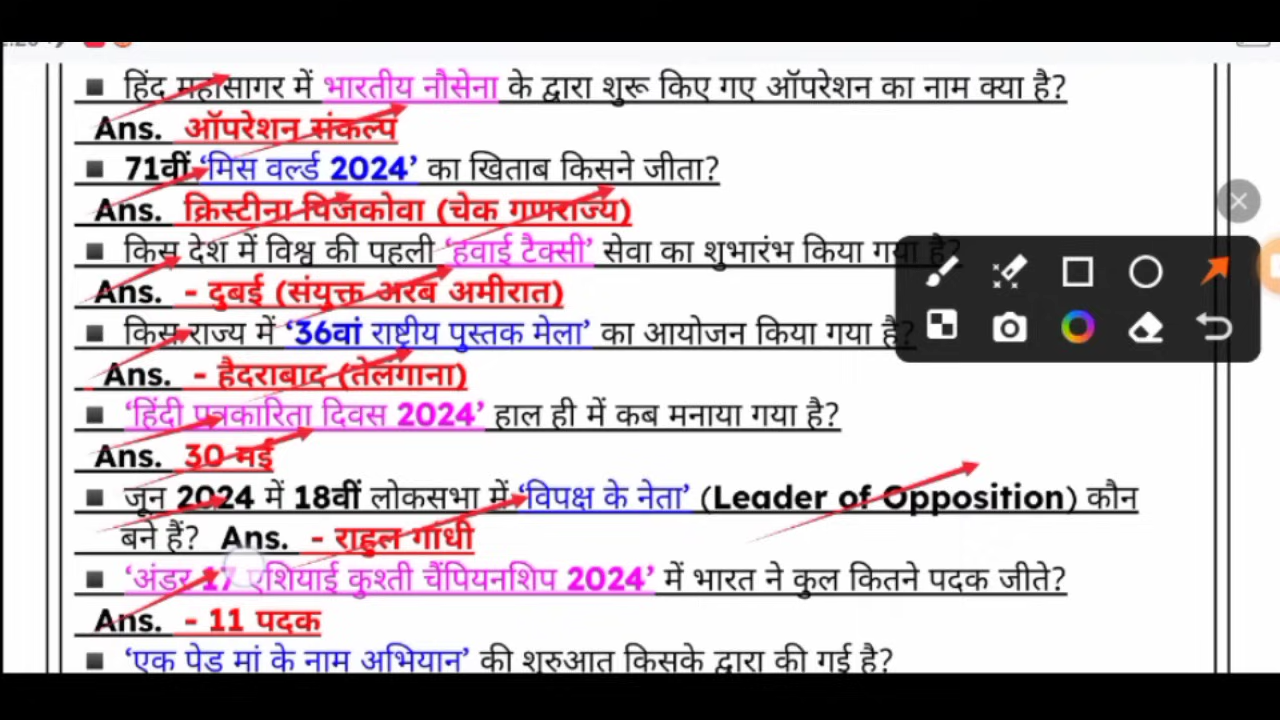 ▪ हिंद महासागर में भारतीय नौसेना के द्वारा शुरू किए गए ऑपरेशन का नाम क्या है?
Ans. ऑपरेशन संकल्प
▪ 71वीं ‘मिस वर्ल्ड 2024’ का खिताब किसने जीता?
Ans. क्रिस्टीना पिजकोवा (चेक गणराज्य)
▪ किस देश में विश्व की पहली ‘हवाई टैक्सी’ सेवा का शुभारंभ किया गया है?
Ans. - दुबई (संयुक्त अरब अमीरात)
▪ किस राज्य में ‘36वां राष्ट्रीय पुस्तक मेला’ का आयोजन किया गया है?
Ans. - हैदराबाद (तेलंगाना)
▪ ‘हिंदी पत्रकारिता दिवस 2024’ हाल ही में कब मनाया गया है?
Ans. 30 मई
▪ जून 2024 में 18वीं लोकसभा में ‘विपक्ष के नेता’ (Leader of Opposition) कौन
बने हैं? Ans. - राहुल गांधी
▪ ‘अंडर 17 एशियाई कुश्ती चैंपियनशिप 2024’ में भारत ने कुल कितने पदक जीते?
Ans. - 11 पदक
▪ ‘एक पेड़ मां के नाम अभियान’ की शुरुआत किसके द्वारा की गई है?